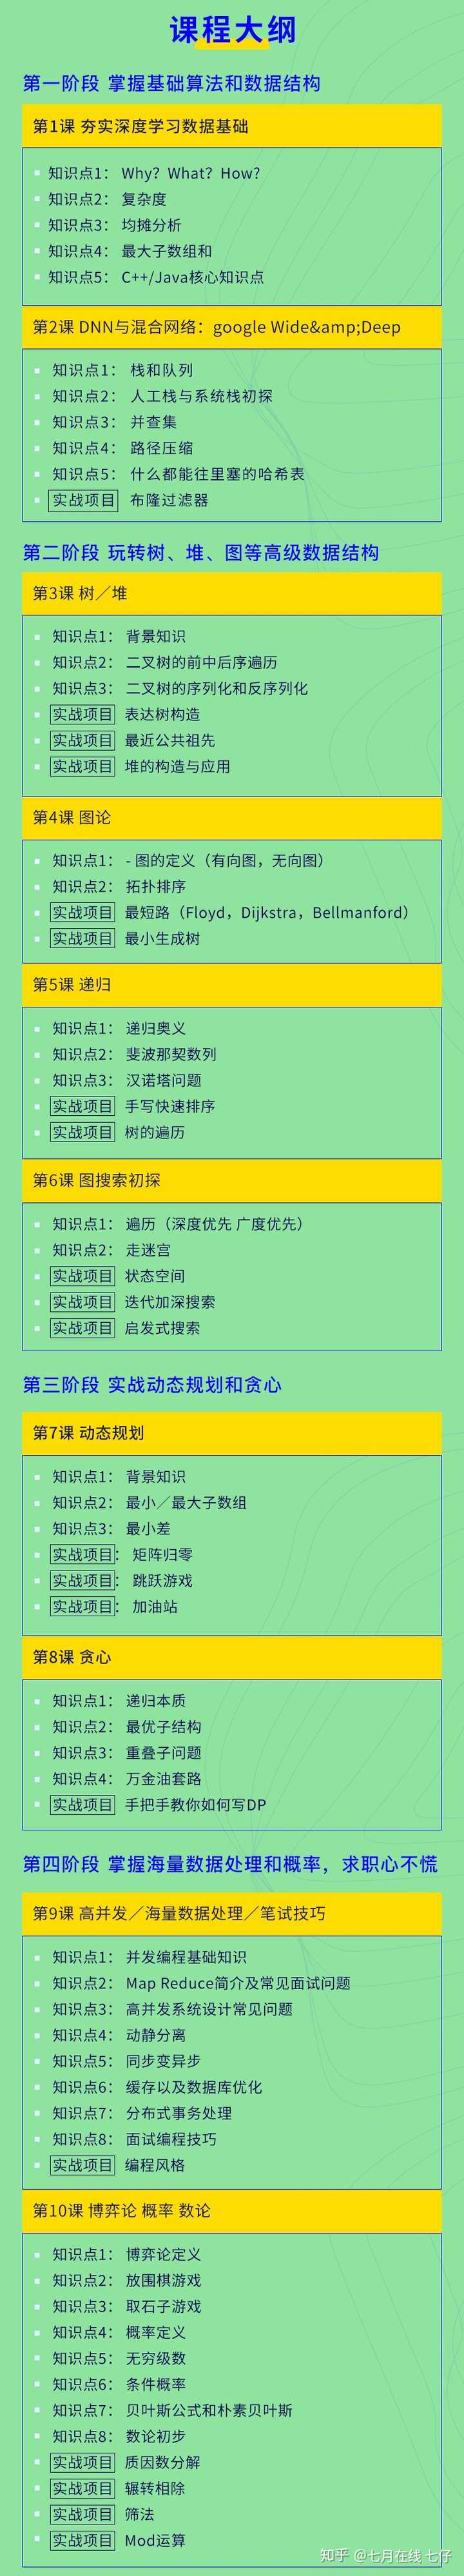 课程大纲
第一阶段 掌握基础算法和数据结构
第1课 夯实深度学习数据基础
知识点1： Why？What？How?
知识点2： 复杂度
知识点3： 均摊分析
知识点4： 最大子数组和
知识点5： C++/Java核心知识点
第2课 DNN与混合网络：google Wide&amp;Deep
知识点1： 栈和队列
知识点2： 人工栈与系统栈初探
知识点3： 并查集
知识点4： 路径压缩
知识点5： 什么都能往里塞的哈希表
实战项目 布隆过滤器
第二阶段 玩转树、堆、图等高级数据结构
第3课 树／堆
知识点1： 背景知识
知识点2： 二叉树的前中后序遍历
知识点3： 二叉树的序列化和反序列化
实战项目 表达树构造
实战项目 最近公共祖先
实战项目 堆的构造与应用
第4课 图论
知识点1： - 图的定义（有向图，无向图）
知识点2： 拓扑排序
实战项目 最短路（Floyd，Dijkstra，Bellmanford）
实战项目 最小生成树
第5课 递归
知识点1： 递归奥义
知识点2： 斐波那契数列
知识点3： 汉诺塔问题
实战项目 手写快速排序
实战项目 树的遍历
第6课 图搜索初探
知识点1： 遍历（深度优先 广度优先）
知识点2： 走迷宫
实战项目 状态空间
实战项目 迭代加深搜索
实战项目 启发式搜索
第三阶段 实战动态规划和贪心
第7课 动态规划
知识点1： 背景知识
知识点2： 最小／最大子数组
知识点3： 最小差
实战项目： 矩阵归零
实战项目： 跳跃游戏
实战项目： 加油站
第8课 贪心
知识点1： 递归本质
知识点2： 最优子结构
知识点3： 重叠子问题
知识点4： 万金油套路
实战项目 手把手教你如何写DP
第四阶段 掌握海量数据处理和概率，求职心不慌
第9课 高并发／海量数据处理／笔试技巧
知识点1： 并发编程基础知识
知识点2： Map Reduce简介及常见面试问题
知识点3： 高并发系统设计常见问题
知识点4： 动静分离
知识点5： 同步变异步
知识点6： 缓存以及数据库优化
知识点7： 分布式事务处理
知识点8： 面试编程技巧
实战项目 编程风格
第10课 博弈论 概率 数论
知识点1： 博弈论定义
知识点2： 放围棋游戏
知识点3： 取石子游戏
知识点4： 概率定义
知识点5： 无穷级数
知识点6： 条件概率
知识点7： 贝叶斯公式和朴素贝叶斯
知识点8： 数论初步
实战项目 质因数分解
实战项目 辗转相除
实战项目 筛法
实战项目 Mod运算
知乎 @七月在线 七仔